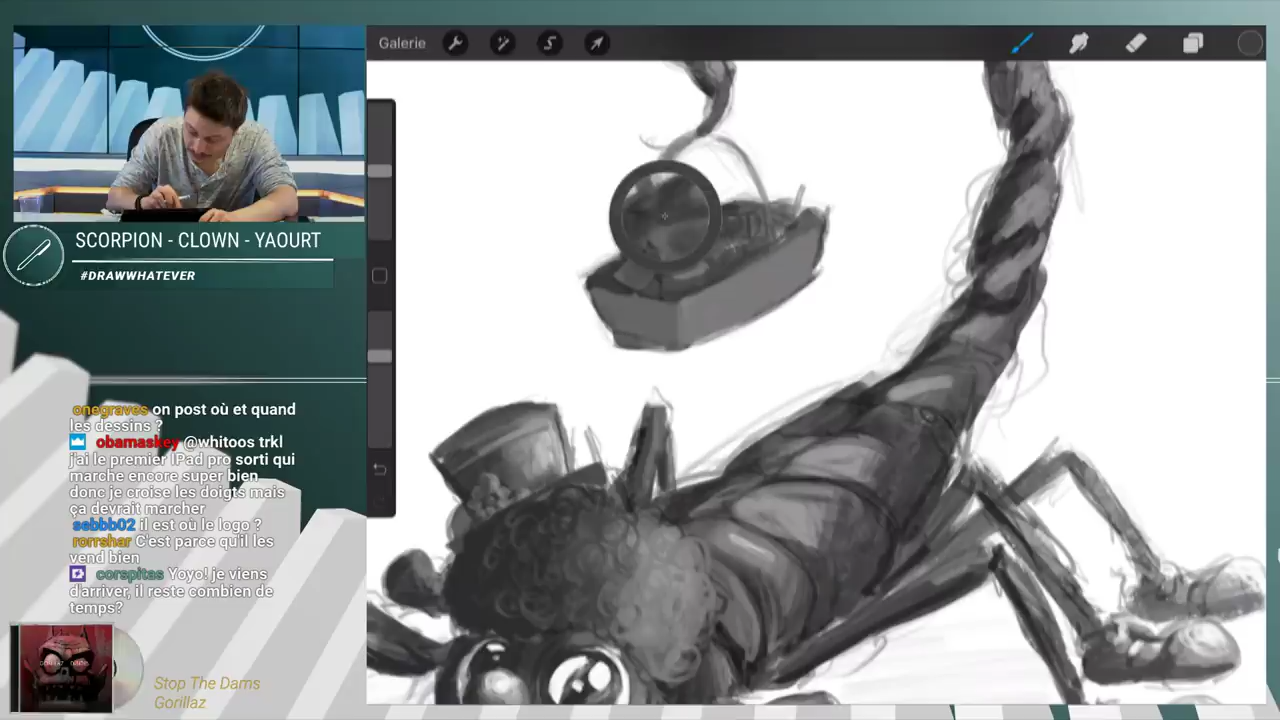 Galerie
SCORPION - CLOWN - YAOURT
#DRAWWHATEVER
onegraves on post où et quand
les dessins ?
obamaskey @whitoos trkl
j'ai le premier IPad pro sorti qui
marche encore super bien
donc je croise les doigts mais
ça devrait marcher
sebbb02 il est où le logo ?
rorrshar C'est parce qu'il les
vend bien
corspitas Yoyo! je viens
d'arriver, il reste combien de
temps?
Stop The Dams
Gorillaz